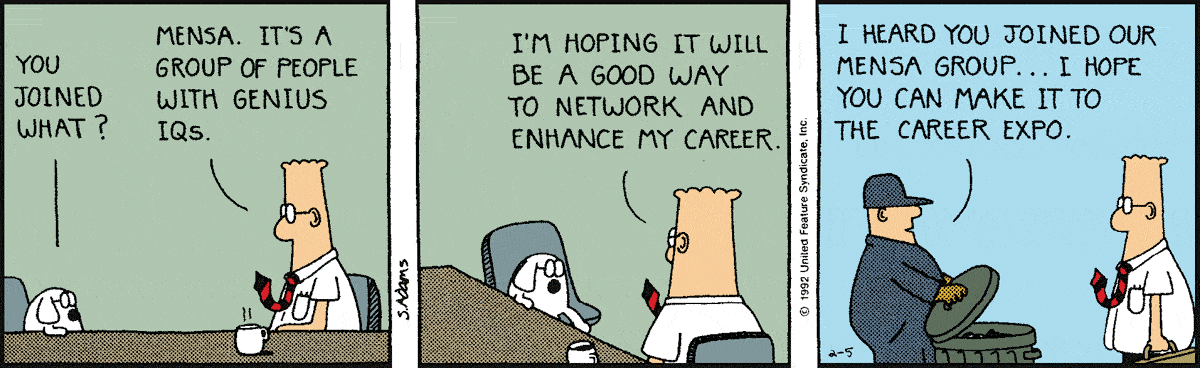 YOU
JOINED
WHAT?
MENSA. IT'S A
GROUP OF PEOPLE
WITH GENIUS
IQs.
S.ADAMS
I'M HOPING IT WILL
BE A GOOD WAY
TO NETWORK AND
ENHANCE MY CAREER.
© 1992 United Feature Syndicate, Inc.
I HEARD YOU JOINED OUR
MENSA GROUP... I HOPE
YOU CAN MAKE IT TO
THE CAREER EXPO.
2-5